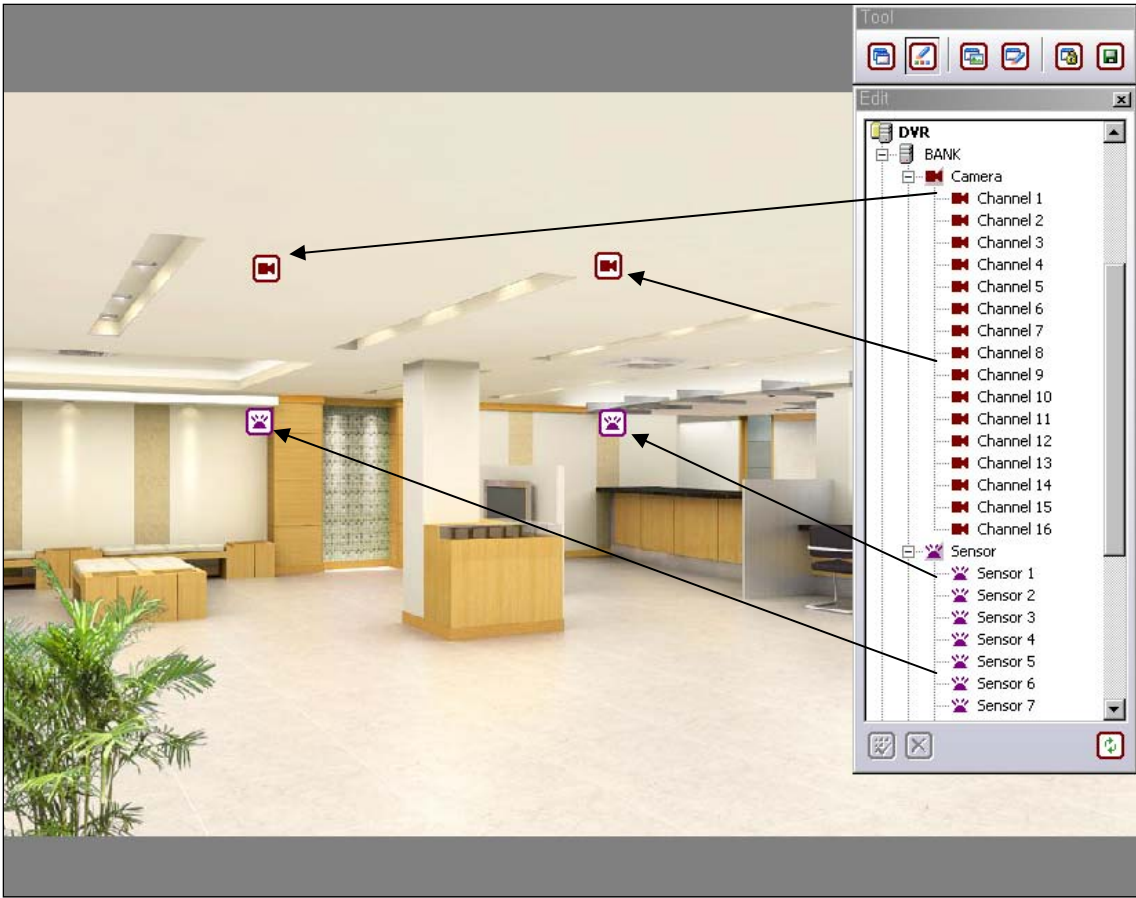 Tool
Edit
DVR
BANK
Camera
Channel 1
Channel 2
Channel 3
Channel 4
Channel 5
Channel 6
Channel 7
Channel 8
Channel 9
Channel 10
Channel 11
Channel 12
Channel 13
Channel 14
Channel 15
Channel 16
Sensor
Sensor 1
Sensor 2
Sensor 3
Sensor 4
Sensor 5
Sensor 6
Sensor 7